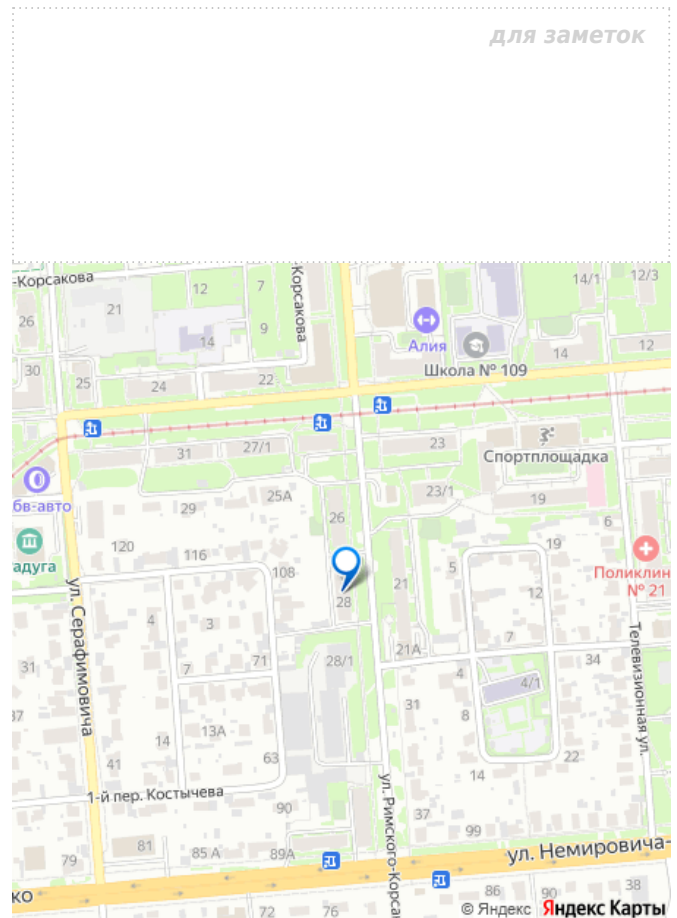 для заметок
-Корсакова
Корсакова
12
7
14/1
12/3
21
9
26
14
Алия
Школа № 109
14
12
30
25
24
22
31
27/1
23
Спортплощадка
бв-авто
29
25А
26
23/1
19
6
адуга
120
116
108
5
19
Поликлин
№ 21
21
12
28
ул. Серафимовича
3
7
Телевизионная ул.
31
7
71
28/1
21А
4
34
4/1
37
13А
31
8
14
41
63
14
22
1-й пер. Костычева
90
ул. Римского-Корса
37
99
79
81
85 А
89А
ул. Немировича-
ко
72
76
86
90
38
© Яндекс Яндекс Карты